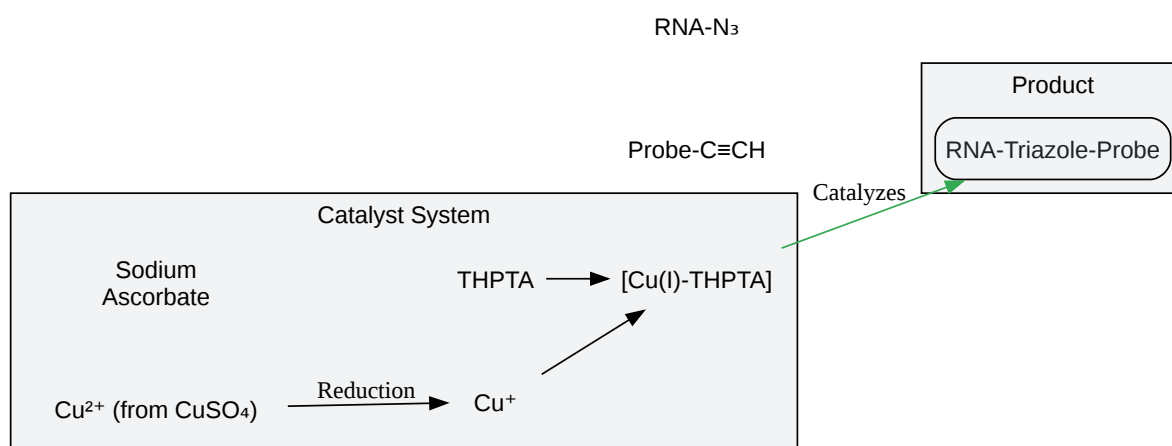 RNA-N₃
Product
RNA-Triazole-Probe
Probe-C≡CH
Catalyzes
Catalyst System
Sodium
Ascorbate
THPTA
[Cu(I)-THPTA]
Reduction
Cu²⁺ (from CuSO₄)
Cu⁺